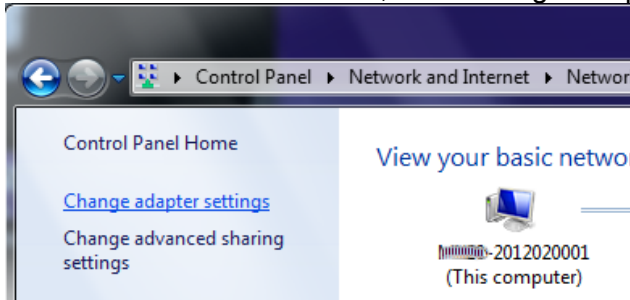 Control Panel ▸ Network and Internet ▸ Networ
Control Panel Home
View your basic networ
Change adapter settings
Change advanced sharing
settings
-2012020001
(This computer)